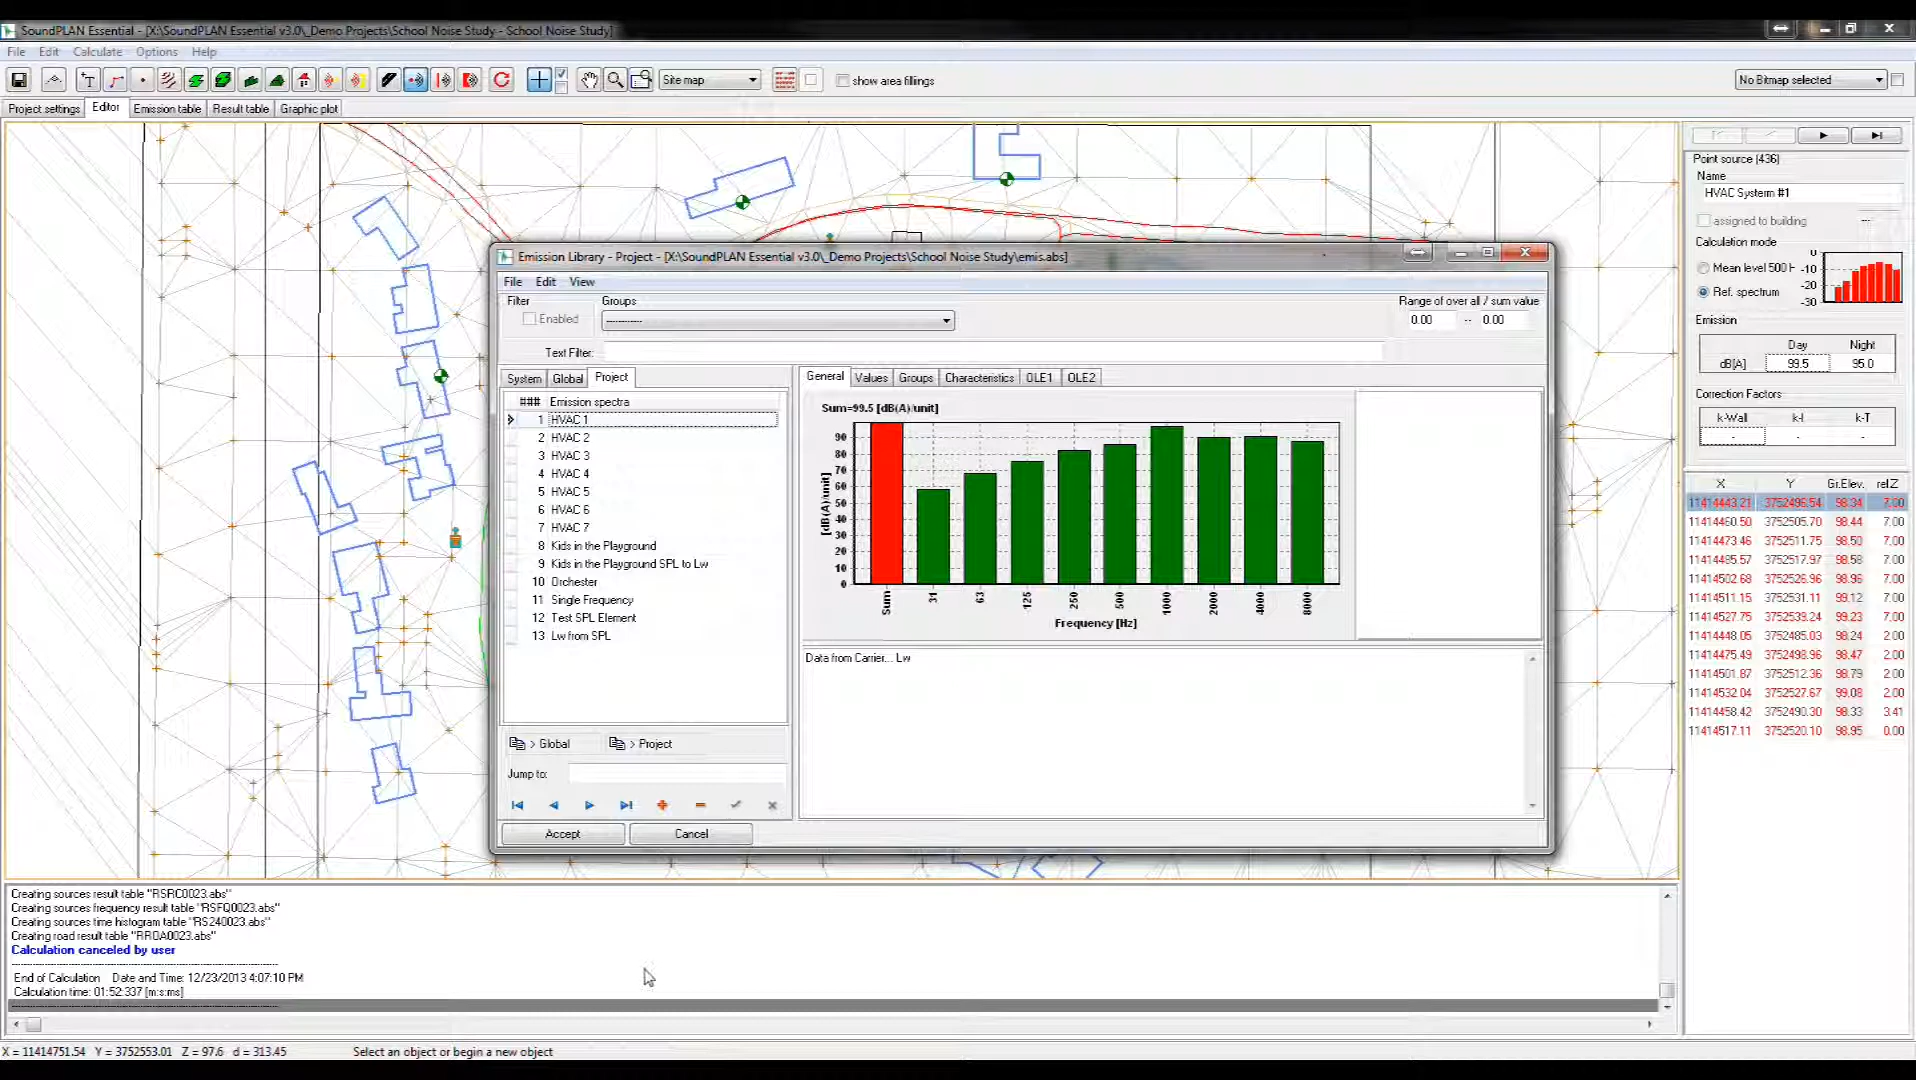 SoundPLAN Essential - [X:\SoundPLAN Essential v3.0\_Demo Projects\School Noise Study - School Noise Study]
File Edit Calculate Options Help
Site map
show area fillings
No Bitmap selected
Project settings Editor Emission table Result table Graphic plot
Point source (436)
Name
HVAC System #1
assigned to building ...
Calculation mode
Mean level 500 H
Ref. spectrum
0
-10
-20
-30
Emission
Day Night
dB[A] 99.5 95.0
Correction Factors
k-Wall k-I k-T
- - -
X Y Gr.Elev. relZ
11414443.21 3752496.54 98.34 7.00
11414460.50 3752505.70 98.44 7.00
11414473.46 3752511.75 98.50 7.00
11414485.57 3752517.97 98.58 7.00
11414502.68 3752526.96 98.96 7.00
11414511.15 3752531.11 99.12 7.00
11414527.75 3752539.24 99.23 7.00
11414448.05 3752485.03 98.24 2.00
11414475.49 3752498.96 98.47 2.00
11414501.87 3752512.36 98.79 2.00
11414532.04 3752527.67 99.08 2.00
11414458.42 3752490.30 98.33 3.41
11414517.11 3752520.10 98.95 0.00
Emission Library - Project - [X:\SoundPLAN Essential v3.0\_Demo Projects\School Noise Study\emis.abs]
File Edit View
Filter
Enabled
Groups
------------
Range of over all / sum value
0.00 -- 0.00
Text Filter:
System Global Project
### Emission spectra
1 HVAC 1
2 HVAC 2
3 HVAC 3
4 HVAC 4
5 HVAC 5
6 HVAC 6
7 HVAC 7
8 Kids in the Playground
9 Kids in the Playground SPL to Lw
10 Orchester
11 Single Frequency
12 Test SPL Element
13 Lw from SPL
> Global > Project
Jump to:
Accept Cancel
General Values Groups Characteristics OLE1 OLE2
Sum=99.5 [dB(A)/unit]
[dB(A)/unit]
90
80
70
60
50
40
30
20
10
0
Sum 31 63 125 250 500 1000 2000 4000 8000
Frequency [Hz]
Data from Carrier... Lw
Creating sources result table "RSRC0023.abs"
Creating sources frequency result table "RSFQ0023.abs"
Creating sources time histogram table "RS240023.abs"
Creating road result table "RROA0023.abs"
Calculation canceled by user
End of Calculation Date and Time: 12/23/2013 4:07:10 PM
Calculation time: 01:52:337 [m:s:ms]
X = 11414751.54 Y = 3752553.01 Z = 97.6 d = 313.45 Select an object or begin a new object